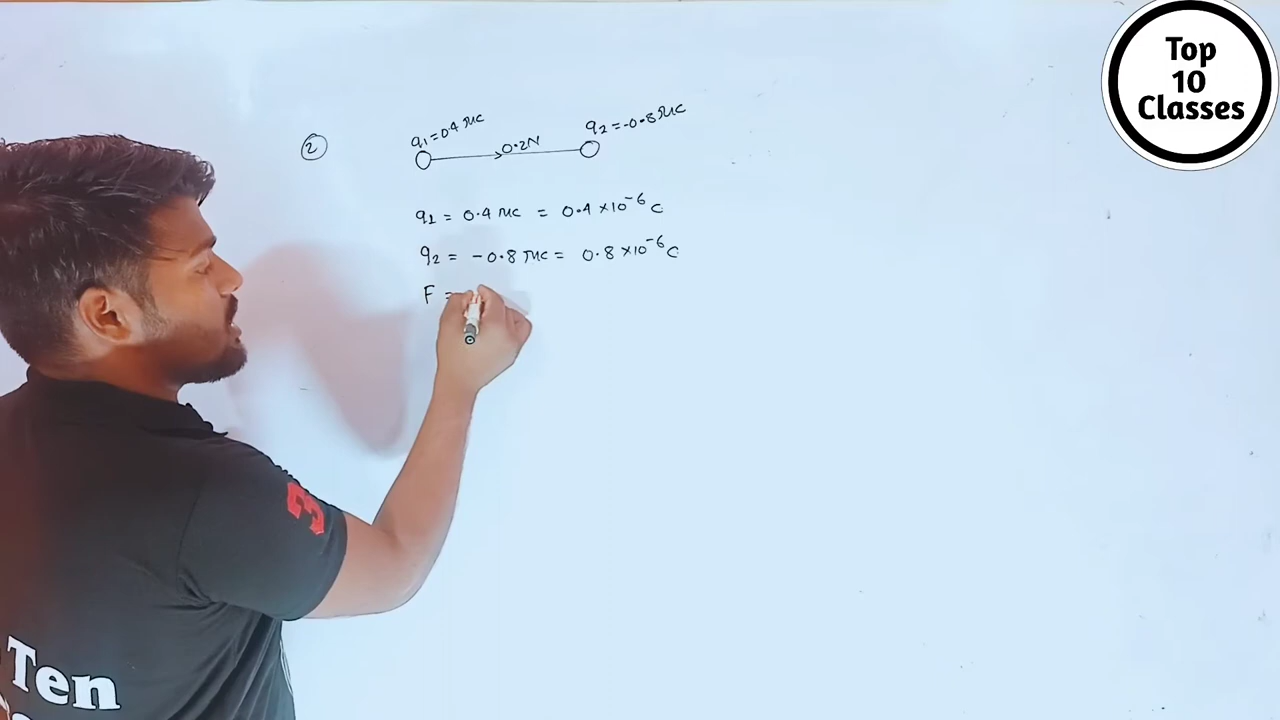 Top
10
Classes
②
q₁ = 0.4 μC
q₂ = -0.8 μC
0.2N
q₁ = 0.4 μC = 0.4 × 10⁻⁶ C
q₂ = -0.8 μC = 0.8 × 10⁻⁶ C
F =
3
Ten